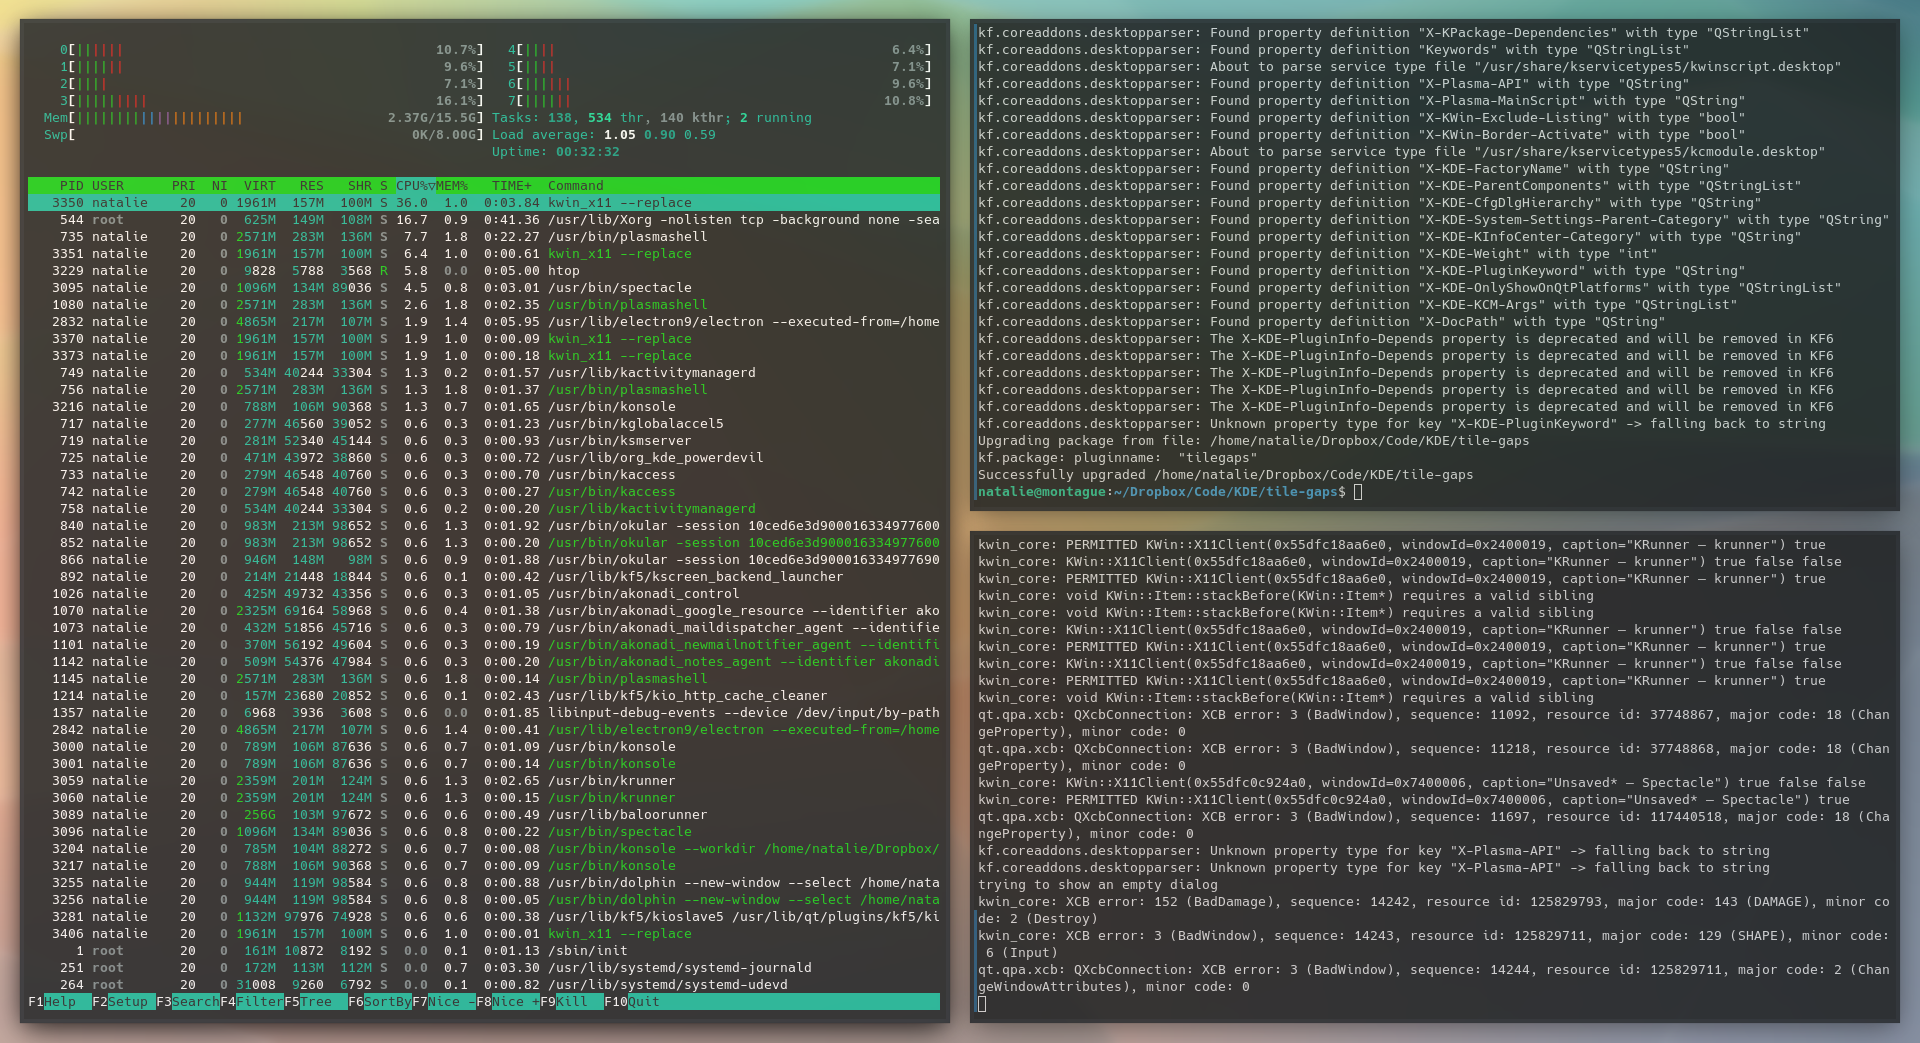 0[|||||| 10.7%] 4[|||| 6.4%]
1[|||||| 9.6%] 5[|||| 7.1%]
2[|||| 7.1%] 6[|||||| 9.6%]
3[||||||||| 16.1%] 7[|||||| 10.8%]
Mem[||||||||||||||||||||| 2.37G/15.5G] Tasks: 138, 534 thr, 140 kthr; 2 running
Swp[ 0K/8.00G] Load average: 1.05 0.90 0.59
Uptime: 00:32:32
PID USER PRI NI VIRT RES SHR S CPU%▽MEM% TIME+ Command
3350 natalie 20 0 1961M 157M 100M S 36.0 1.0 0:03.84 kwin_x11 --replace
544 root 20 0 625M 149M 108M S 16.7 0.9 0:41.36 /usr/lib/Xorg -nolisten tcp -background none -sea
735 natalie 20 0 2571M 283M 136M S 7.7 1.8 0:22.27 /usr/bin/plasmashell
3351 natalie 20 0 1961M 157M 100M S 6.4 1.0 0:00.61 kwin_x11 --replace
3229 natalie 20 0 9828 5788 3568 R 5.8 0.0 0:05.00 htop
3095 natalie 20 0 1096M 134M 89036 S 4.5 0.8 0:03.01 /usr/bin/spectacle
1080 natalie 20 0 2571M 283M 136M S 2.6 1.8 0:02.35 /usr/bin/plasmashell
2832 natalie 20 0 4865M 217M 107M S 1.9 1.4 0:05.95 /usr/lib/electron9/electron --executed-from=/home
3370 natalie 20 0 1961M 157M 100M S 1.9 1.0 0:00.09 kwin_x11 --replace
3373 natalie 20 0 1961M 157M 100M S 1.9 1.0 0:00.18 kwin_x11 --replace
749 natalie 20 0 534M 40244 33304 S 1.3 0.2 0:01.57 /usr/lib/kactivitymanagerd
756 natalie 20 0 2571M 283M 136M S 1.3 1.8 0:01.37 /usr/bin/plasmashell
3216 natalie 20 0 788M 106M 90368 S 1.3 0.7 0:01.65 /usr/bin/konsole
717 natalie 20 0 277M 46560 39052 S 0.6 0.3 0:01.23 /usr/bin/kglobalaccel5
719 natalie 20 0 281M 52340 45144 S 0.6 0.3 0:00.93 /usr/bin/ksmserver
725 natalie 20 0 471M 43972 38860 S 0.6 0.3 0:00.72 /usr/lib/org_kde_powerdevil
733 natalie 20 0 279M 46548 40760 S 0.6 0.3 0:00.70 /usr/bin/kaccess
742 natalie 20 0 279M 46548 40760 S 0.6 0.3 0:00.27 /usr/bin/kaccess
758 natalie 20 0 534M 40244 33304 S 0.6 0.2 0:00.20 /usr/lib/kactivitymanagerd
840 natalie 20 0 983M 213M 98652 S 0.6 1.3 0:01.92 /usr/bin/okular -session 10ced6e3d900016334977600
852 natalie 20 0 983M 213M 98652 S 0.6 1.3 0:00.20 /usr/bin/okular -session 10ced6e3d900016334977600
866 natalie 20 0 946M 148M 98M S 0.6 0.9 0:01.88 /usr/bin/okular -session 10ced6e3d900016334977690
892 natalie 20 0 214M 21448 18844 S 0.6 0.1 0:00.42 /usr/lib/kf5/kscreen_backend_launcher
1026 natalie 20 0 425M 49732 43356 S 0.6 0.3 0:01.05 /usr/bin/akonadi_control
1070 natalie 20 0 2325M 69164 58968 S 0.6 0.4 0:01.38 /usr/bin/akonadi_google_resource --identifier ako
1073 natalie 20 0 432M 51856 45716 S 0.6 0.3 0:00.79 /usr/bin/akonadi_maildispatcher_agent --identifie
1101 natalie 20 0 370M 56192 49604 S 0.6 0.3 0:00.19 /usr/bin/akonadi_newmailnotifier_agent --identifi
1142 natalie 20 0 509M 54376 47984 S 0.6 0.3 0:00.20 /usr/bin/akonadi_notes_agent --identifier akonadi
1145 natalie 20 0 2571M 283M 136M S 0.6 1.8 0:00.14 /usr/bin/plasmashell
1214 natalie 20 0 157M 23680 20852 S 0.6 0.1 0:02.43 /usr/lib/kf5/kio_http_cache_cleaner
1357 natalie 20 0 6968 3936 3608 S 0.6 0.0 0:01.85 libinput-debug-events --device /dev/input/by-path
2842 natalie 20 0 4865M 217M 107M S 0.6 1.4 0:00.41 /usr/lib/electron9/electron --executed-from=/home
3000 natalie 20 0 789M 106M 87636 S 0.6 0.7 0:01.09 /usr/bin/konsole
3001 natalie 20 0 789M 106M 87636 S 0.6 0.7 0:00.14 /usr/bin/konsole
3059 natalie 20 0 2359M 201M 124M S 0.6 1.3 0:02.65 /usr/bin/krunner
3060 natalie 20 0 2359M 201M 124M S 0.6 1.3 0:00.15 /usr/bin/krunner
3089 natalie 20 0 256G 103M 97672 S 0.6 0.6 0:00.49 /usr/lib/baloorunner
3096 natalie 20 0 1096M 134M 89036 S 0.6 0.8 0:00.22 /usr/bin/spectacle
3204 natalie 20 0 785M 104M 88272 S 0.6 0.7 0:00.08 /usr/bin/konsole --workdir /home/natalie/Dropbox/
3217 natalie 20 0 788M 106M 90368 S 0.6 0.7 0:00.09 /usr/bin/konsole
3255 natalie 20 0 944M 119M 98584 S 0.6 0.8 0:00.88 /usr/bin/dolphin --new-window --select /home/nata
3256 natalie 20 0 944M 119M 98584 S 0.6 0.8 0:00.05 /usr/bin/dolphin --new-window --select /home/nata
3281 natalie 20 0 1132M 97976 74928 S 0.6 0.6 0:00.38 /usr/lib/kf5/kioslave5 /usr/lib/qt/plugins/kf5/ki
3406 natalie 20 0 1961M 157M 100M S 0.6 1.0 0:00.01 kwin_x11 --replace
1 root 20 0 161M 10872 8192 S 0.0 0.1 0:01.13 /sbin/init
251 root 20 0 172M 113M 112M S 0.0 0.7 0:03.30 /usr/lib/systemd/systemd-journald
264 root 20 0 31008 9260 6792 S 0.0 0.1 0:00.82 /usr/lib/systemd/systemd-udevd
F1Help F2Setup F3SearchF4FilterF5Tree F6SortByF7Nice -F8Nice +F9Kill F10Quit
kf.coreaddons.desktopparser: Found property definition "X-KPackage-Dependencies" with type "QStringList"
kf.coreaddons.desktopparser: Found property definition "Keywords" with type "QStringList"
kf.coreaddons.desktopparser: About to parse service type file "/usr/share/kservicetypes5/kwinscript.desktop"
kf.coreaddons.desktopparser: Found property definition "X-Plasma-API" with type "QString"
kf.coreaddons.desktopparser: Found property definition "X-Plasma-MainScript" with type "QString"
kf.coreaddons.desktopparser: Found property definition "X-KWin-Exclude-Listing" with type "bool"
kf.coreaddons.desktopparser: Found property definition "X-KWin-Border-Activate" with type "bool"
kf.coreaddons.desktopparser: About to parse service type file "/usr/share/kservicetypes5/kcmodule.desktop"
kf.coreaddons.desktopparser: Found property definition "X-KDE-FactoryName" with type "QString"
kf.coreaddons.desktopparser: Found property definition "X-KDE-ParentComponents" with type "QStringList"
kf.coreaddons.desktopparser: Found property definition "X-KDE-CfgDlgHierarchy" with type "QString"
kf.coreaddons.desktopparser: Found property definition "X-KDE-System-Settings-Parent-Category" with type "QString"
kf.coreaddons.desktopparser: Found property definition "X-KDE-KInfoCenter-Category" with type "QString"
kf.coreaddons.desktopparser: Found property definition "X-KDE-Weight" with type "int"
kf.coreaddons.desktopparser: Found property definition "X-KDE-PluginKeyword" with type "QString"
kf.coreaddons.desktopparser: Found property definition "X-KDE-OnlyShowOnQtPlatforms" with type "QStringList"
kf.coreaddons.desktopparser: Found property definition "X-KDE-KCM-Args" with type "QStringList"
kf.coreaddons.desktopparser: Found property definition "X-DocPath" with type "QString"
kf.coreaddons.desktopparser: The X-KDE-PluginInfo-Depends property is deprecated and will be removed in KF6
kf.coreaddons.desktopparser: The X-KDE-PluginInfo-Depends property is deprecated and will be removed in KF6
kf.coreaddons.desktopparser: The X-KDE-PluginInfo-Depends property is deprecated and will be removed in KF6
kf.coreaddons.desktopparser: The X-KDE-PluginInfo-Depends property is deprecated and will be removed in KF6
kf.coreaddons.desktopparser: The X-KDE-PluginInfo-Depends property is deprecated and will be removed in KF6
kf.coreaddons.desktopparser: Unknown property type for key "X-KDE-PluginKeyword" -> falling back to string
Upgrading package from file: /home/natalie/Dropbox/Code/KDE/tile-gaps
kf.package: pluginname:  "tilegaps"
Successfully upgraded /home/natalie/Dropbox/Code/KDE/tile-gaps
natalie@montague:~/Dropbox/Code/KDE/tile-gaps$
kwin_core: PERMITTED KWin::X11Client(0x55dfc18aa6e0, windowId=0x2400019, caption="KRunner — krunner") true
kwin_core: KWin::X11Client(0x55dfc18aa6e0, windowId=0x2400019, caption="KRunner — krunner") true false false
kwin_core: PERMITTED KWin::X11Client(0x55dfc18aa6e0, windowId=0x2400019, caption="KRunner — krunner") true
kwin_core: void KWin::Item::stackBefore(KWin::Item*) requires a valid sibling
kwin_core: void KWin::Item::stackBefore(KWin::Item*) requires a valid sibling
kwin_core: KWin::X11Client(0x55dfc18aa6e0, windowId=0x2400019, caption="KRunner — krunner") true false false
kwin_core: PERMITTED KWin::X11Client(0x55dfc18aa6e0, windowId=0x2400019, caption="KRunner — krunner") true
kwin_core: KWin::X11Client(0x55dfc18aa6e0, windowId=0x2400019, caption="KRunner — krunner") true false false
kwin_core: PERMITTED KWin::X11Client(0x55dfc18aa6e0, windowId=0x2400019, caption="KRunner — krunner") true
kwin_core: void KWin::Item::stackBefore(KWin::Item*) requires a valid sibling
qt.qpa.xcb: QXcbConnection: XCB error: 3 (BadWindow), sequence: 11092, resource id: 37748867, major code: 18 (Chan
geProperty), minor code: 0
qt.qpa.xcb: QXcbConnection: XCB error: 3 (BadWindow), sequence: 11218, resource id: 37748868, major code: 18 (Chan
geProperty), minor code: 0
kwin_core: KWin::X11Client(0x55dfc0c924a0, windowId=0x7400006, caption="Unsaved* — Spectacle") true false false
kwin_core: PERMITTED KWin::X11Client(0x55dfc0c924a0, windowId=0x7400006, caption="Unsaved* — Spectacle") true
qt.qpa.xcb: QXcbConnection: XCB error: 3 (BadWindow), sequence: 11697, resource id: 117440518, major code: 18 (Cha
ngeProperty), minor code: 0
kf.coreaddons.desktopparser: Unknown property type for key "X-Plasma-API" -> falling back to string
kf.coreaddons.desktopparser: Unknown property type for key "X-Plasma-API" -> falling back to string
trying to show an empty dialog
kwin_core: XCB error: 152 (BadDamage), sequence: 14242, resource id: 125829793, major code: 143 (DAMAGE), minor co
de: 2 (Destroy)
kwin_core: XCB error: 3 (BadWindow), sequence: 14243, resource id: 125829711, major code: 129 (SHAPE), minor code:
 6 (Input)
qt.qpa.xcb: QXcbConnection: XCB error: 3 (BadWindow), sequence: 14244, resource id: 125829711, major code: 2 (Chan
geWindowAttributes), minor code: 0